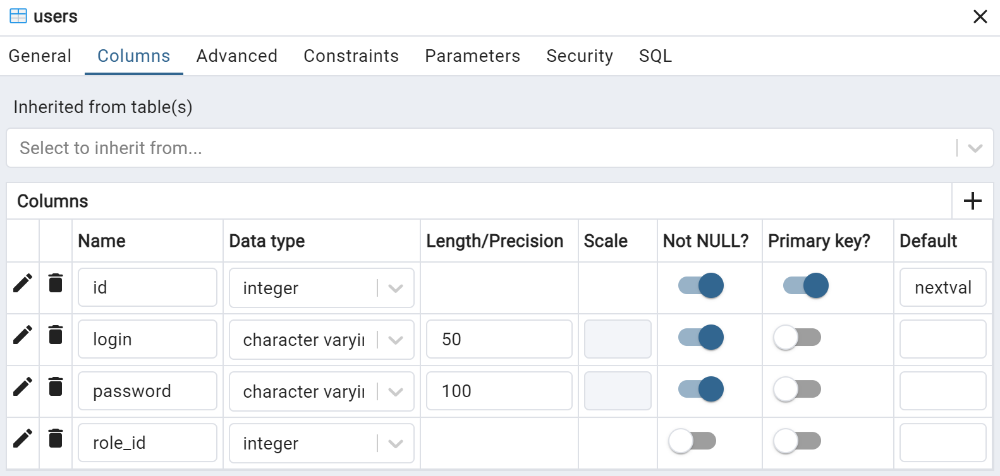 users
General Columns Advanced Constraints Parameters Security SQL
Inherited from table(s)
Select to inherit from...
Columns
Name Data type Length/Precision Scale Not NULL? Primary key? Default
id integer nextval
login character varyi 50
password character varyi 100
role_id integer